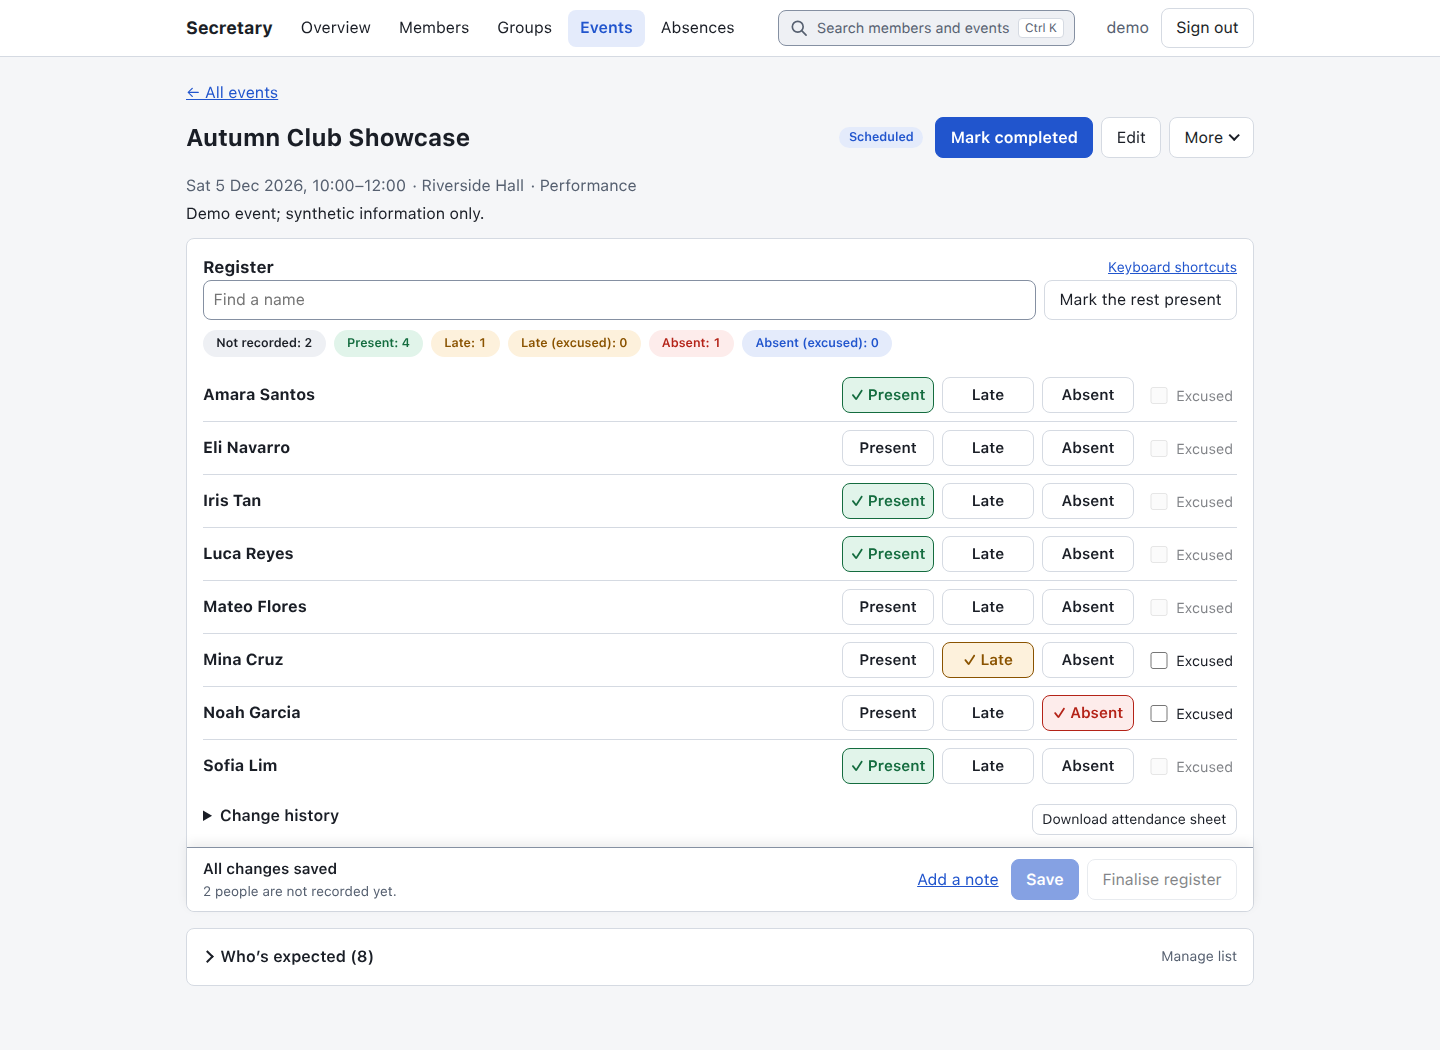 Secretary Overview Members Groups Events Absences Search members and events Ctrl K demo Sign out
← All events
Autumn Club Showcase Scheduled Mark completed Edit More
Sat 5 Dec 2026, 10:00–12:00 · Riverside Hall · Performance
Demo event; synthetic information only.
Register Keyboard shortcuts
Find a name Mark the rest present
Not recorded: 2 Present: 4 Late: 1 Late (excused): 0 Absent: 1 Absent (excused): 0
Amara Santos ✓ Present Late Absent Excused
Eli Navarro Present Late Absent Excused
Iris Tan ✓ Present Late Absent Excused
Luca Reyes ✓ Present Late Absent Excused
Mateo Flores Present Late Absent Excused
Mina Cruz Present ✓ Late Absent Excused
Noah Garcia Present Late ✓ Absent Excused
Sofia Lim ✓ Present Late Absent Excused
Change history Download attendance sheet
All changes saved
2 people are not recorded yet.
Add a note Save Finalise register
Who’s expected (8) Manage list